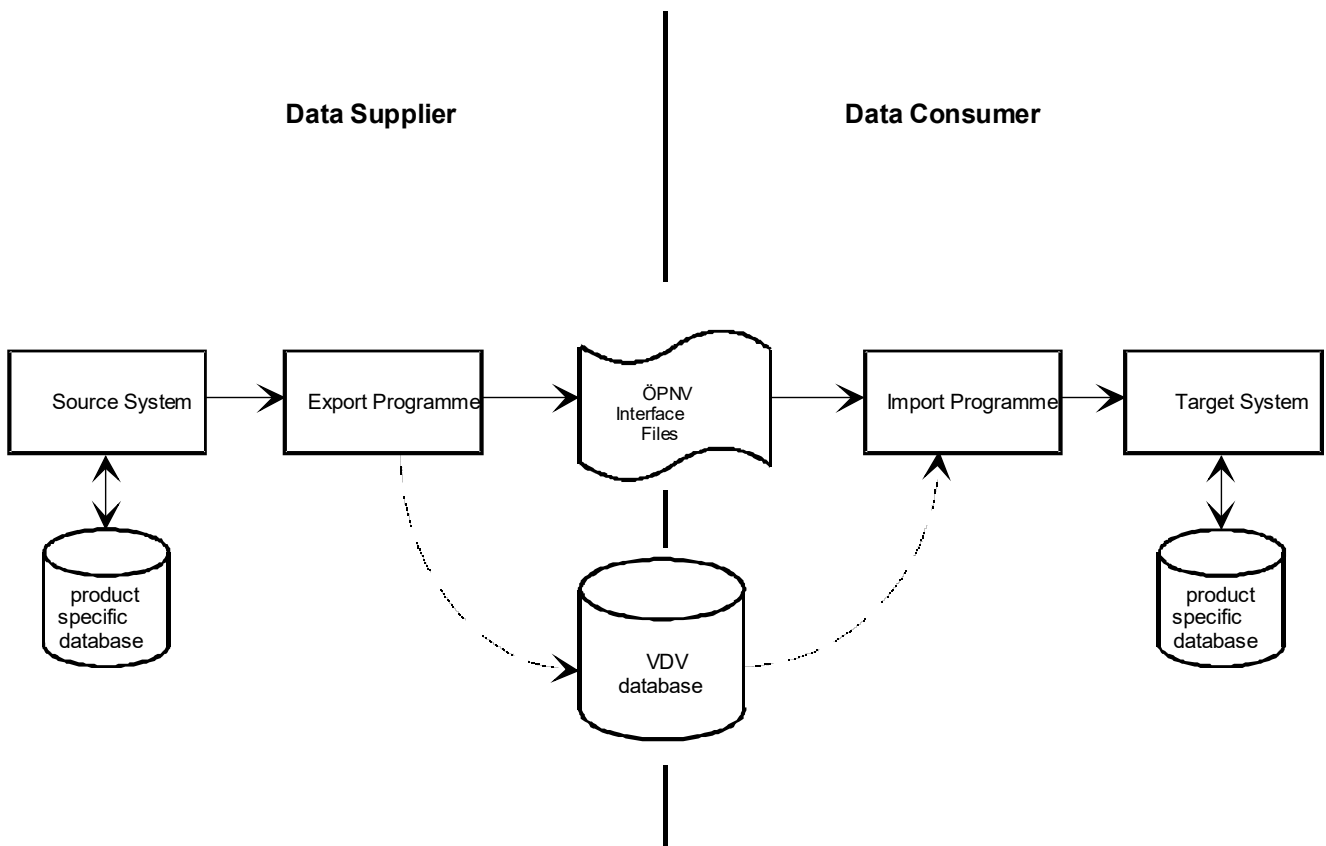 Data Supplier
Data Consumer
Source System
Export Programme
ÖPNV
Interface
Files
Import Programme
Target System
product
specific
database
VDV
database
product
specific
database